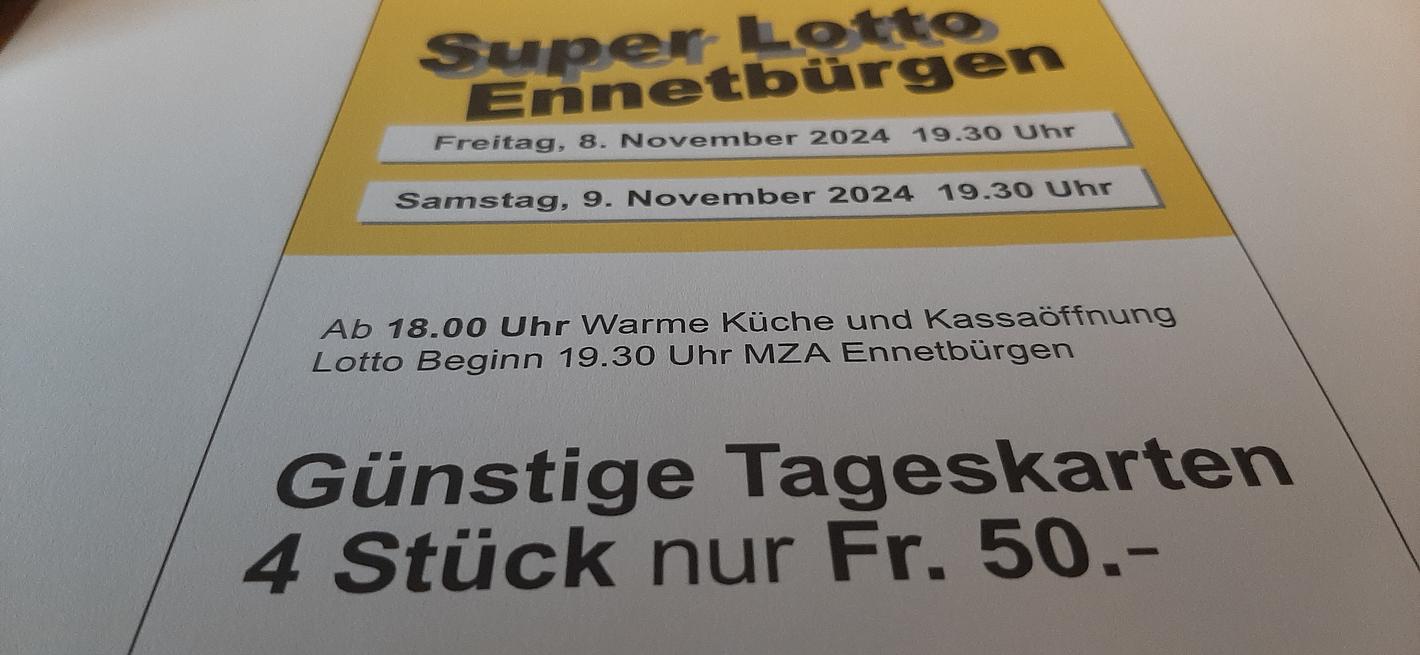 Super Lotto
Ennetbürgen
Freitag, 8. November 2024 19.30 Uhr
Samstag, 9. November 2024 19.30 Uhr
Ab 18.00 Uhr Warme Küche und Kassaöffnung
Lotto Beginn 19.30 Uhr MZA Ennetbürgen
Günstige Tageskarten
4 Stück nur Fr. 50.–